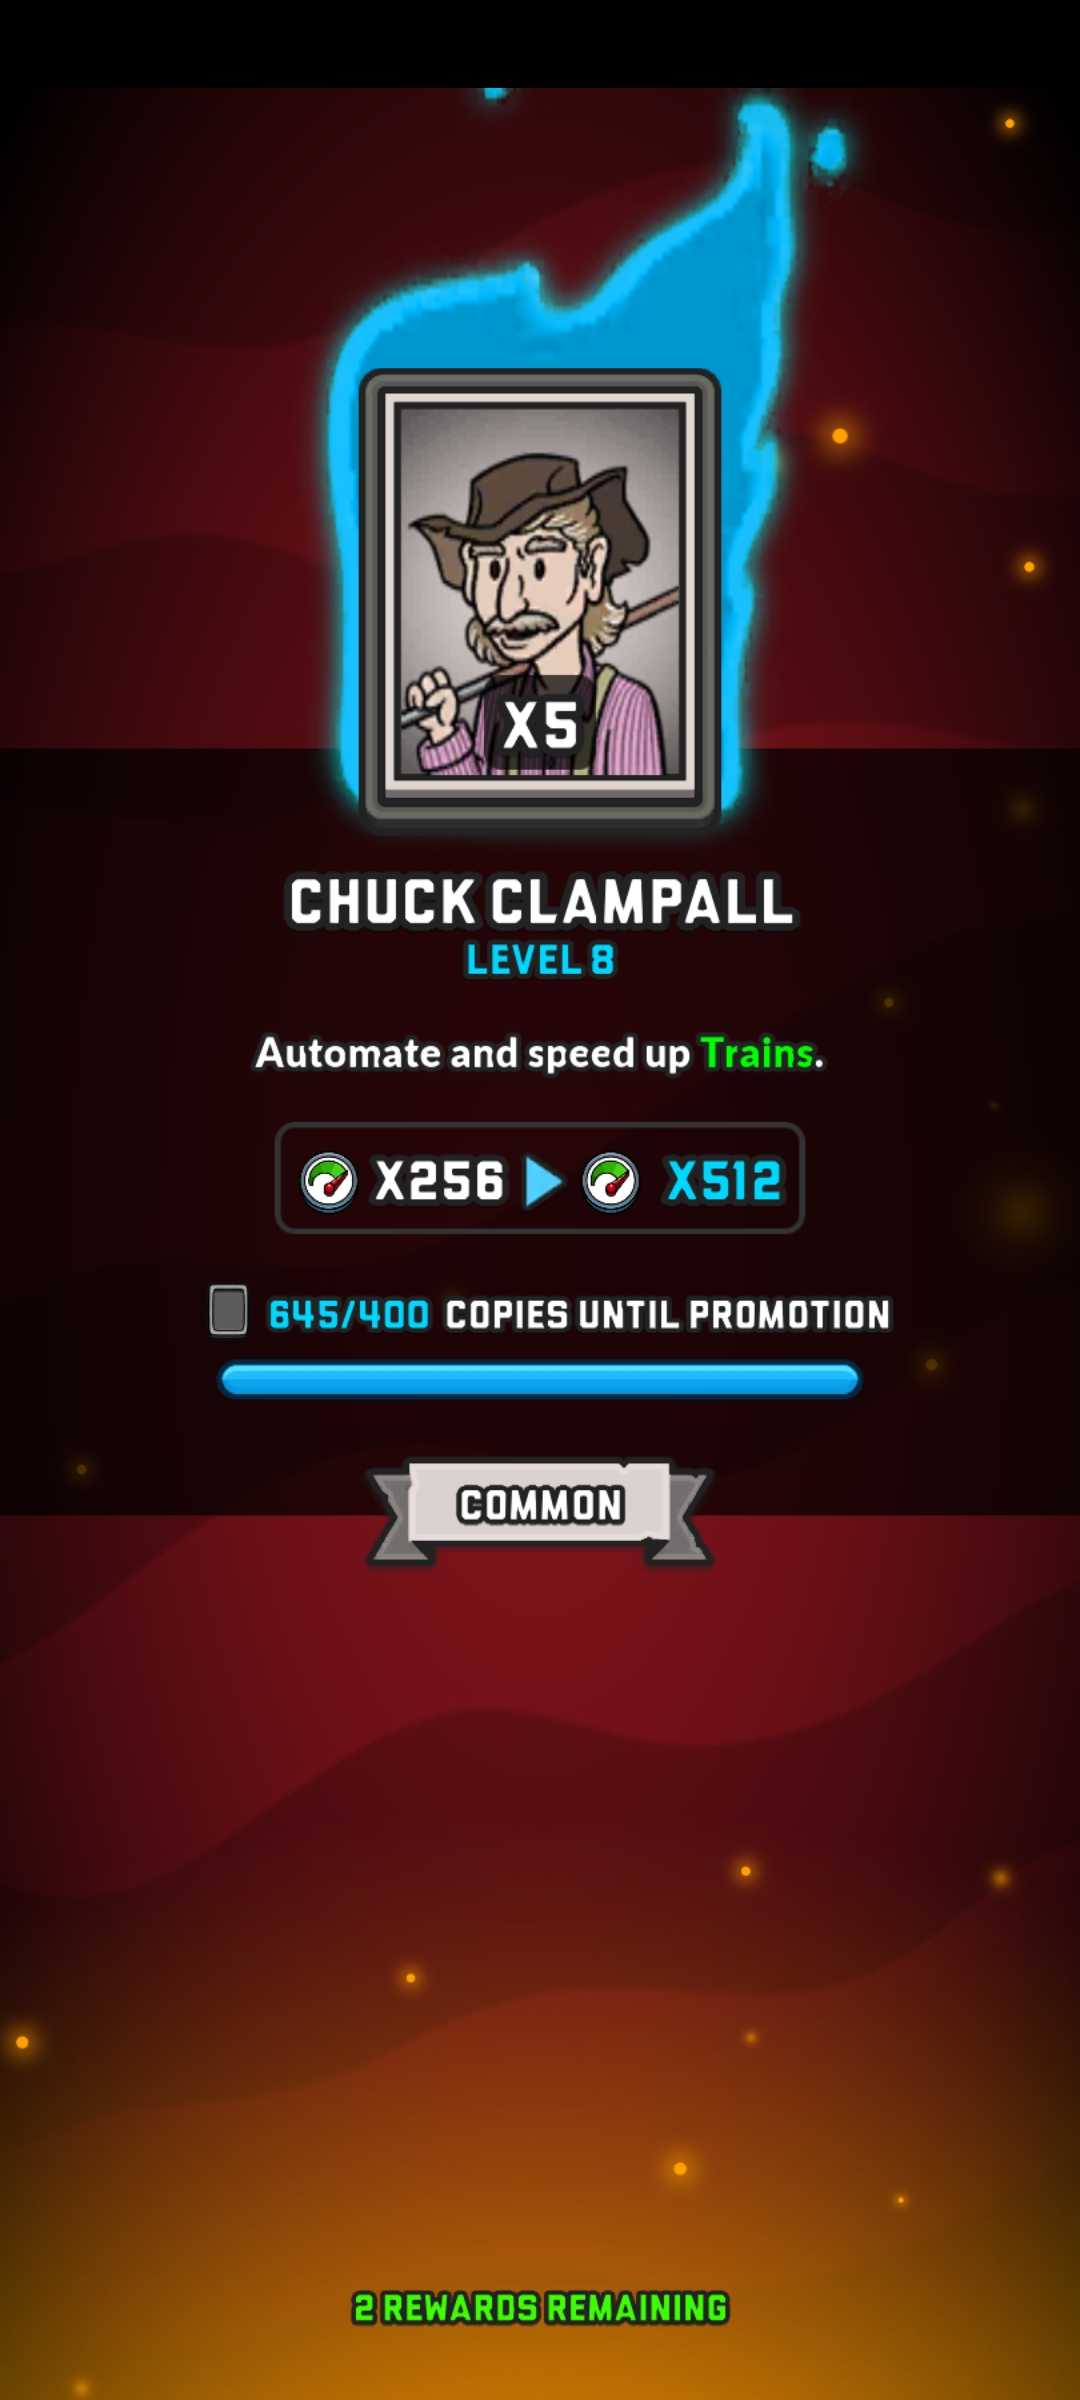 X5
CHUCK CLAMPALL
LEVEL 8
Automate and speed up Trains.
X256 X512
645/400 COPIES UNTIL PROMOTION
COMMON
2 REWARDS REMAINING